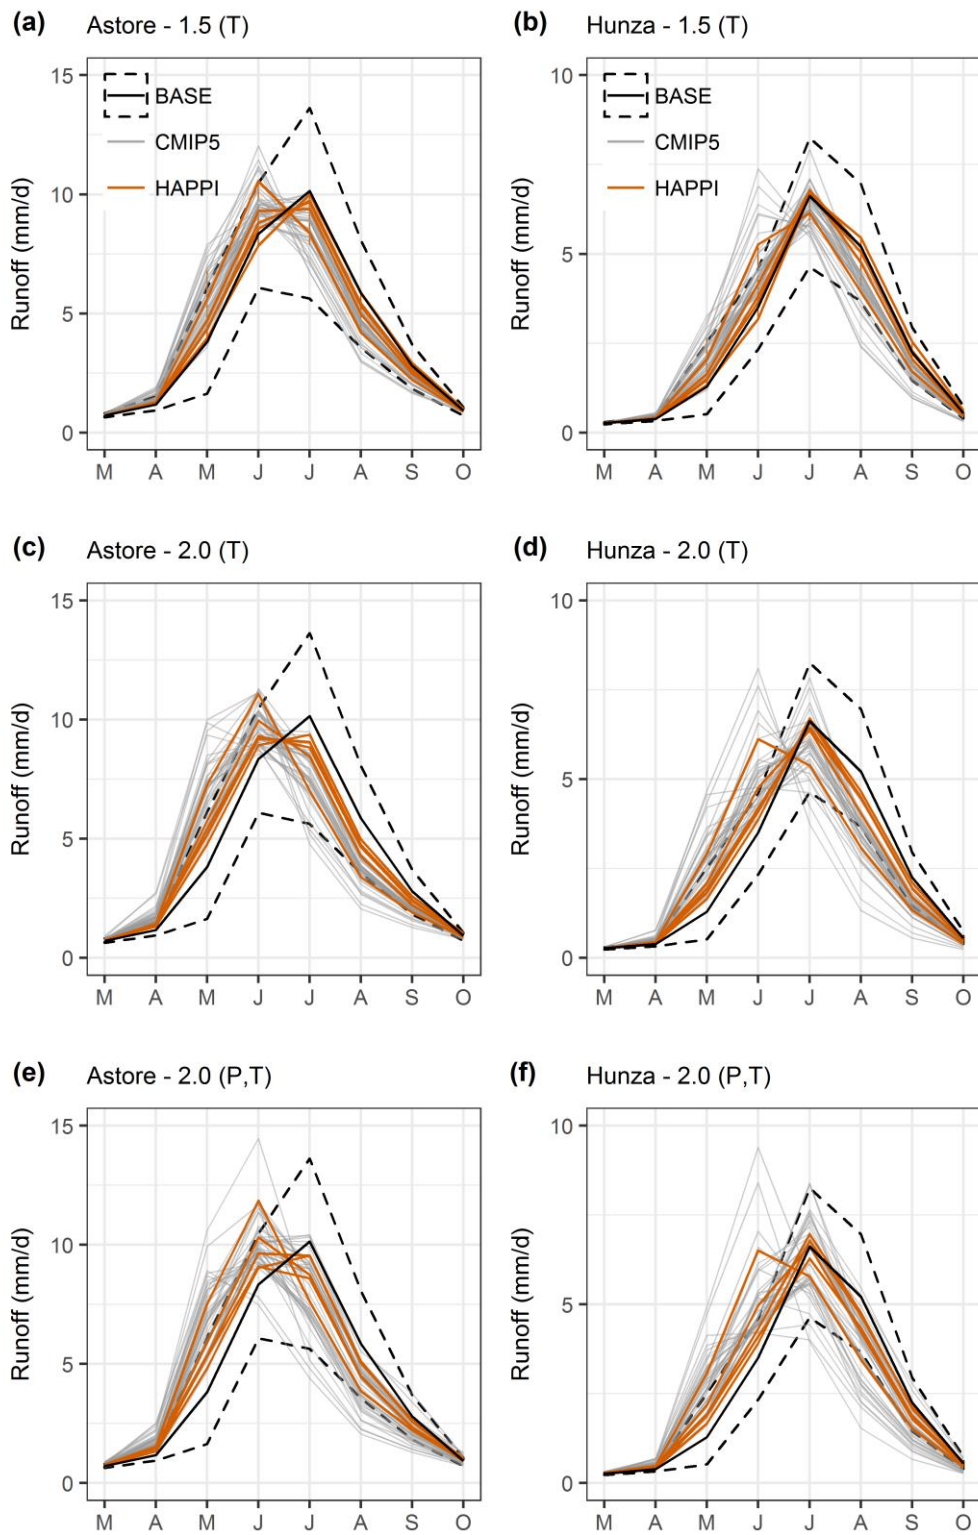 (a) Astore - 1.5 (T)
(b) Hunza - 1.5 (T)
15
10
5
0
Runoff (mm/d)
BASE
CMIP5
HAPPI
M A M J J A S O
10
5
0
Runoff (mm/d)
BASE
CMIP5
HAPPI
M A M J J A S O
(c) Astore - 2.0 (T)
(d) Hunza - 2.0 (T)
15
10
5
0
Runoff (mm/d)
M A M J J A S O
10
5
0
Runoff (mm/d)
M A M J J A S O
(e) Astore - 2.0 (P,T)
(f) Hunza - 2.0 (P,T)
15
10
5
0
Runoff (mm/d)
M A M J J A S O
10
5
0
Runoff (mm/d)
M A M J J A S O